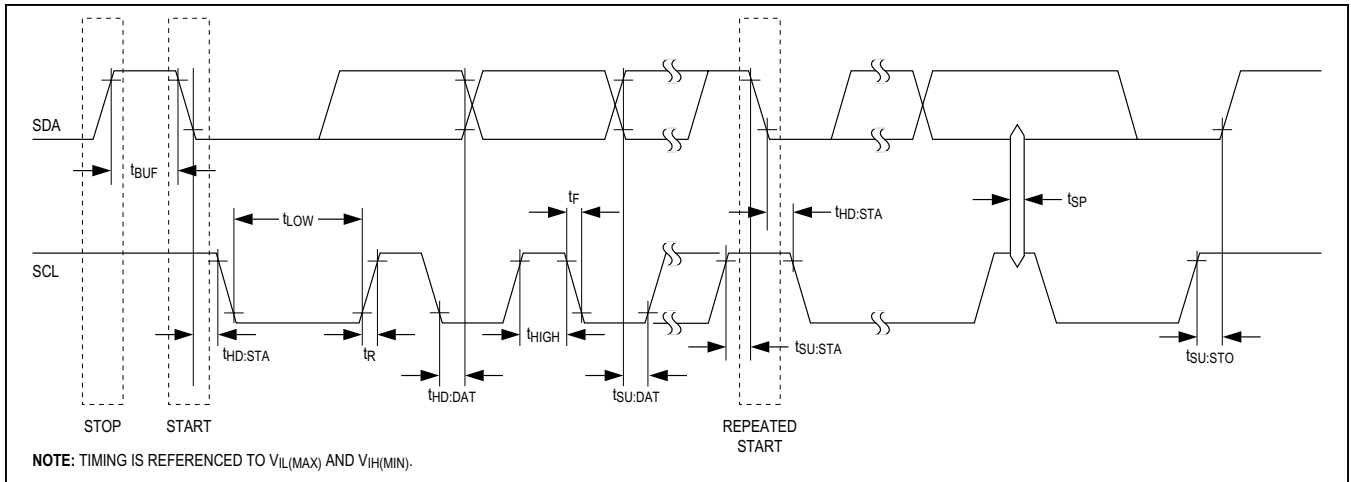 SDA
tBUF
tF
tLOW
tHD:STA
tSP
SCL
tHD:STA
tR
tHIGH
tSU:STA
tSU:STO
tHD:DAT
tSU:DAT
STOP
START
REPEATED
START
NOTE: TIMING IS REFERENCED TO VIL(MAX) AND VIH(MIN).